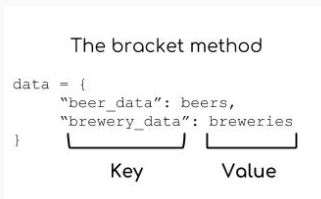 The bracket method
data = {
“beer_data”: beers,
“brewery_data”: breweries
}
Key Value